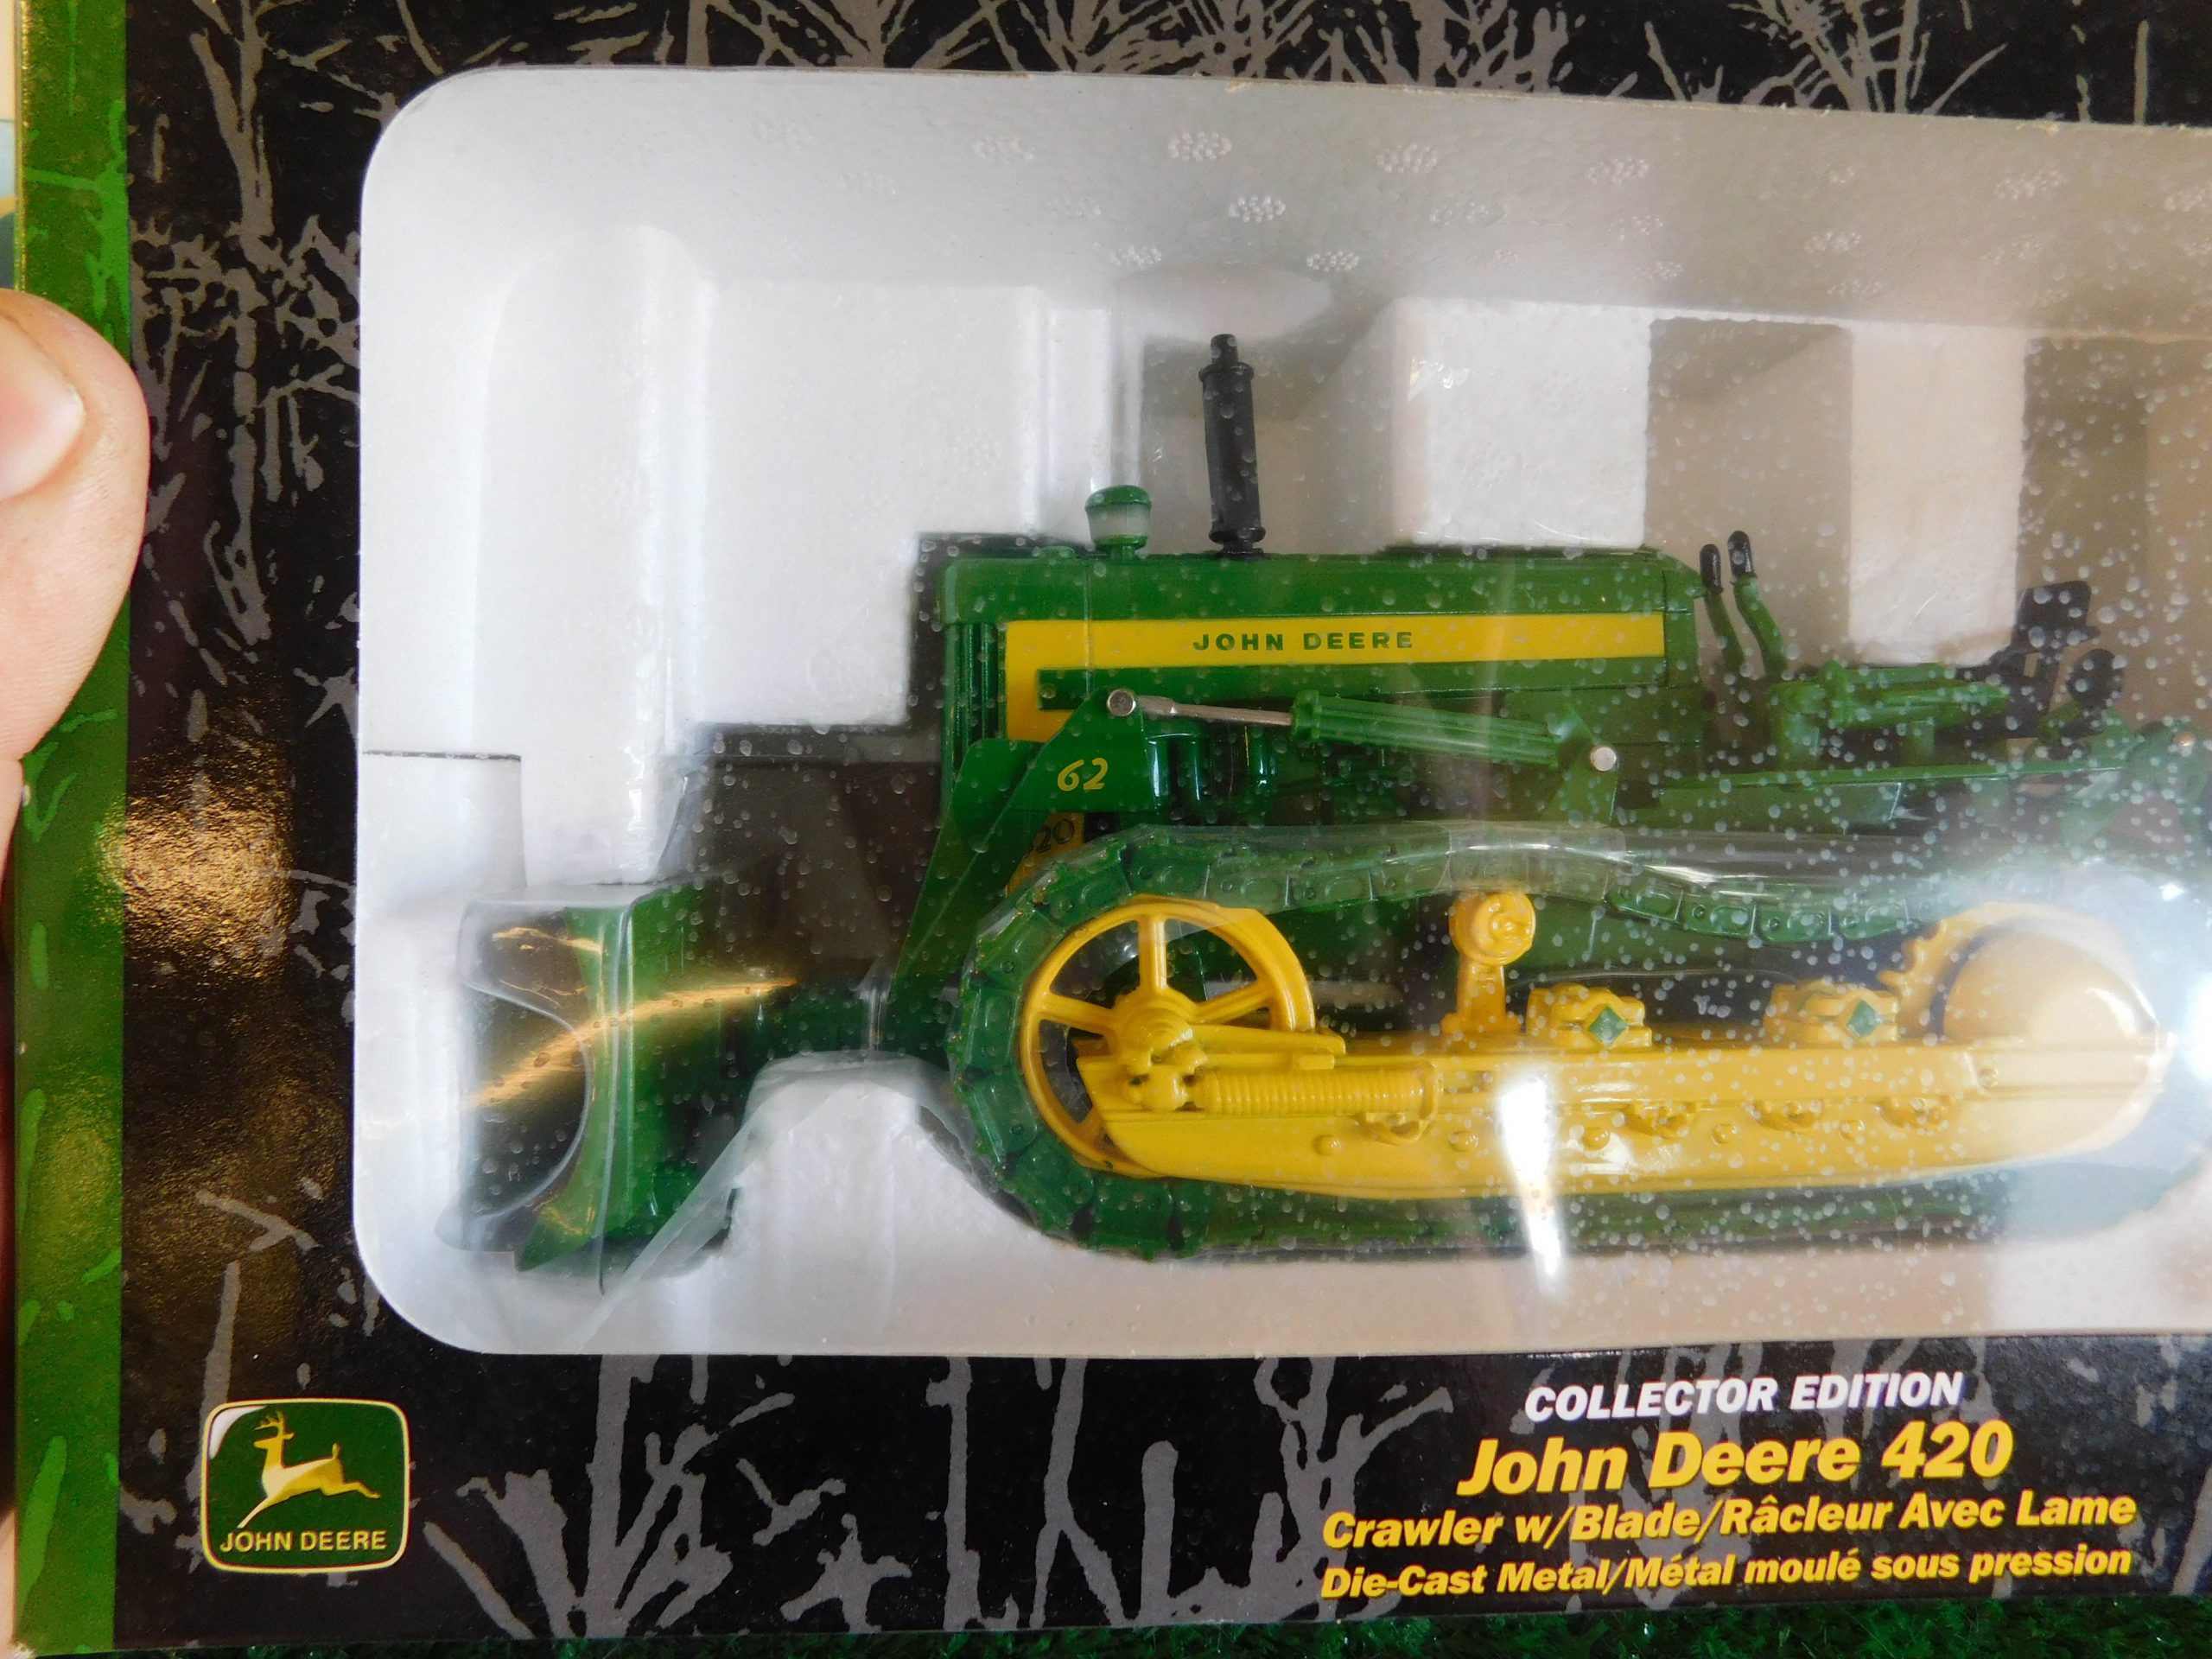 JOHN DEERE
62
20
COLLECTOR EDITION
John Deere 420
Crawler w/Blade/Râcleur Avec Lame
Die-Cast Metal/Métal moulé sous pression
JOHN DEERE